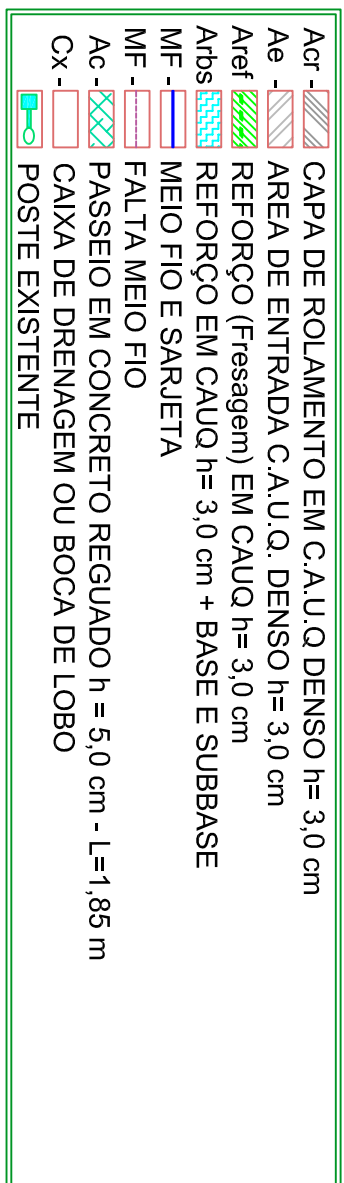 Acr - CAPA DE ROLAMENTO EM C.A.U.Q DENSO h= 3,0 cm
Ae - AREA DE ENTRADA C.A.U.Q. DENSO h= 3,0 cm
Aref REFORÇO (Fresagem) EM CAUQ h= 3,0 cm
Arbs REFORÇO EM CAUQ h= 3,0 cm + BASE E SUBBASE
MF - MEIO FIO E SARJETA
MF - FALTA MEIO FIO
Ac - PASSEIO EM CONCRETO REGUADO h = 5,0 cm - L=1,85 m
Cx - CAIXA DE DRENAGEM OU BOCA DE LOBO
POSTE EXISTENTE